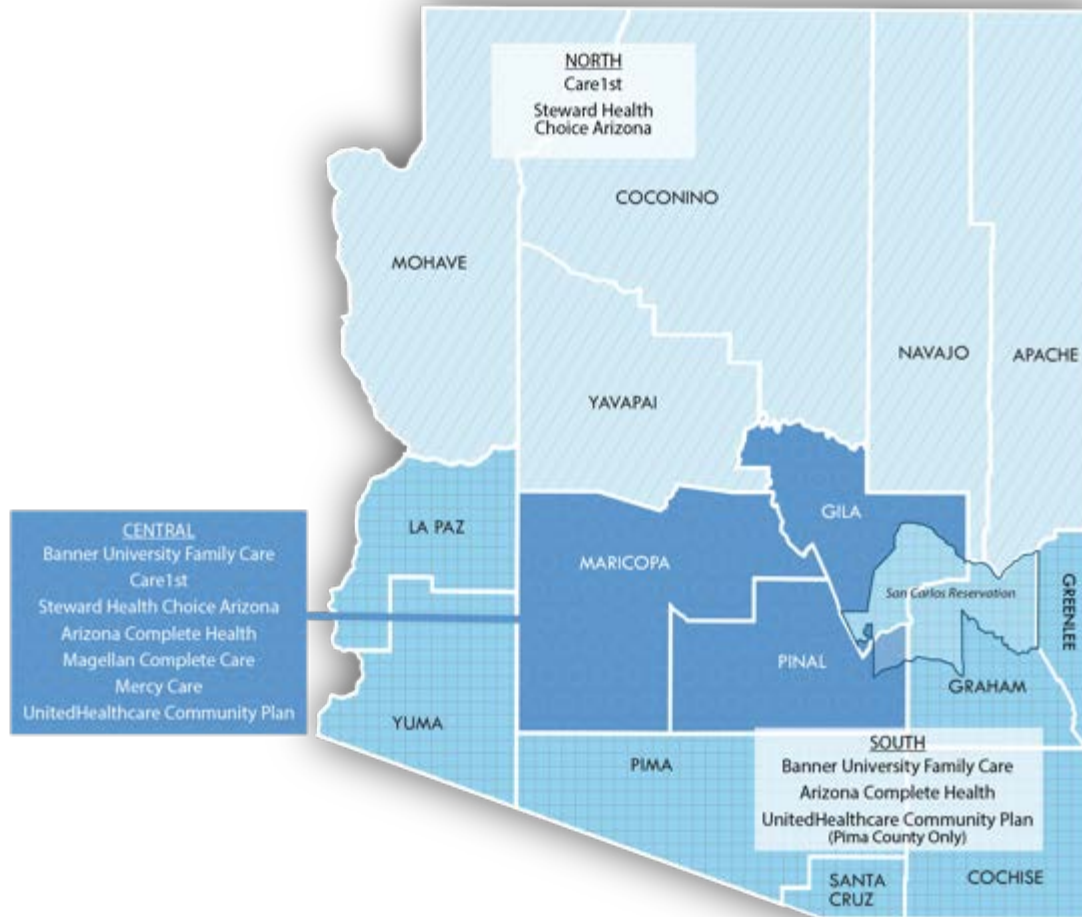 NORTH
Care1st
Steward Health
Choice Arizona
COCONINO
MOHAVE
NAVAJO
APACHE
YAVAPAI
GILA
LA PAZ
MARICOPA
San Carlos Reservation
GREENLEE
PINAL
GRAHAM
YUMA
CENTRAL
Banner University Family Care
Care1st
Steward Health Choice Arizona
Arizona Complete Health
Magellan Complete Care
Mercy Care
UnitedHealthcare Community Plan
PIMA
SOUTH
Banner University Family Care
Arizona Complete Health
UnitedHealthcare Community Plan
(Pima County Only)
SANTA
CRUZ
COCHISE